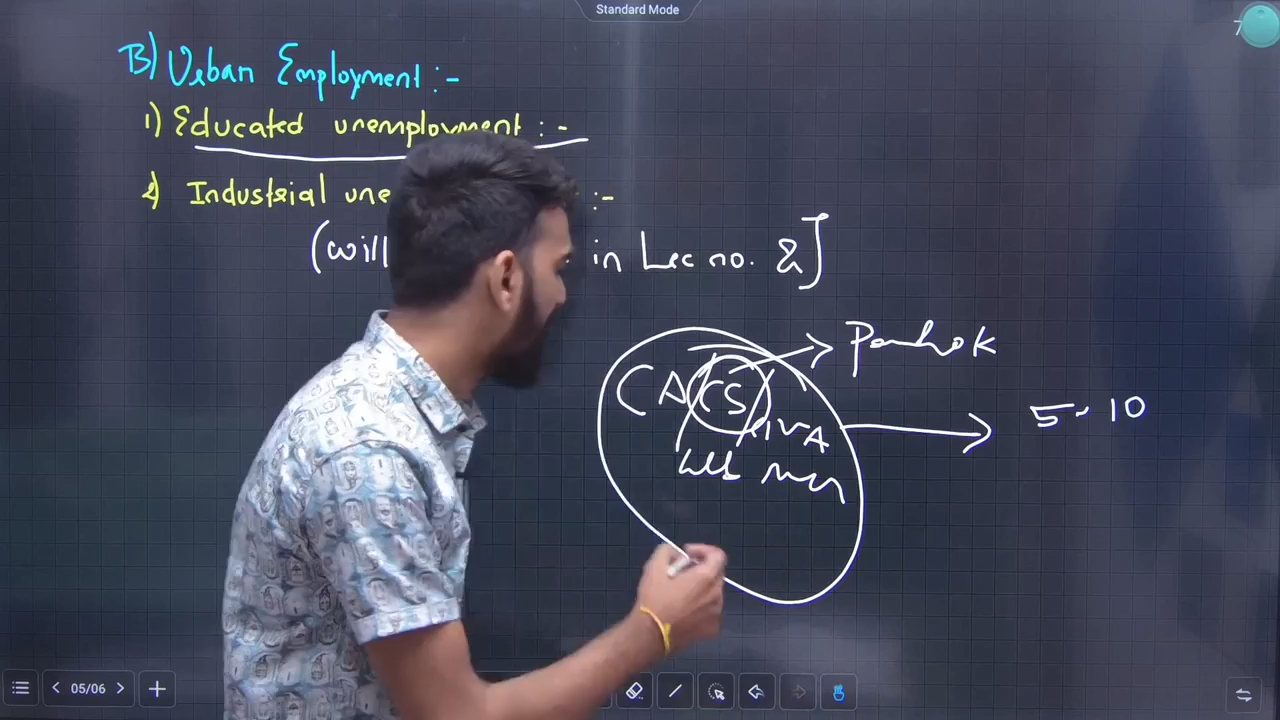 Standard Mode
7
B) Urban Employment :-
1) Educated unemployment :-
2) Industrial une :-
(will in Lec no. 2]
CA CS
5-10
05/06